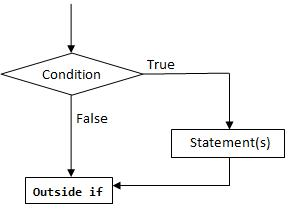 Condition
True
False
Statement(s)
Outside if